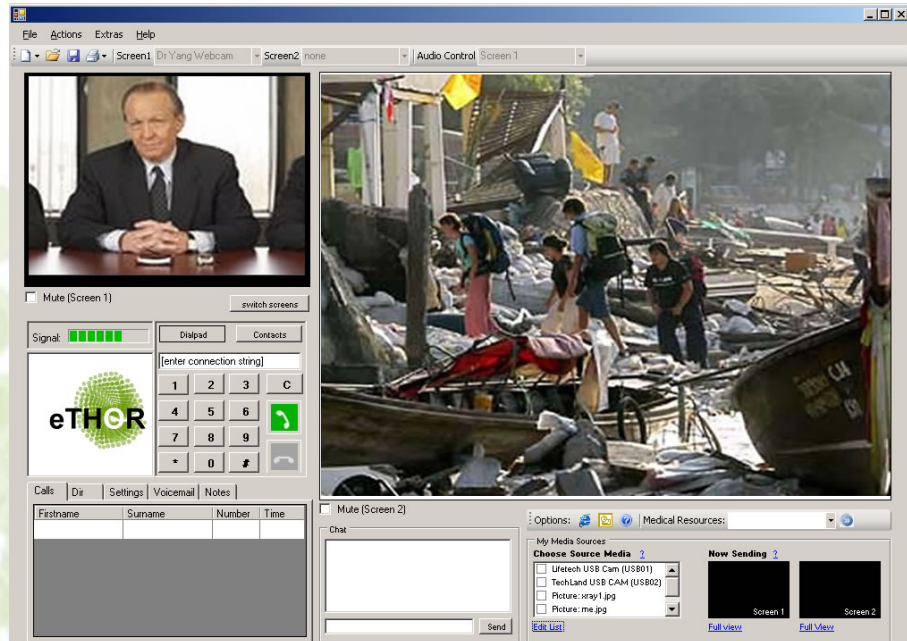 File Actions Extras Help
Screen1 Dr Yang Webcam Screen2 none Audio Control Screen 1
Mute (Screen 1)
switch screens
Signal:
Dialpad Contacts
[enter connection string]
1 2 3 C
4 5 6
7 8 9
* 0 #
eTHOR
Calls Dir Settings Voicemail Notes
Firstname Surname Number Time
Mute (Screen 2)
Chat
Send
Options: Medical Resources:
My Media Sources
Choose Source Media ?
Lifetech USB Cam (USB01)
TechLand USB CAM (USB02)
Picture: xray1.jpg
Picture: me.jpg
Edit List
Now Sending ?
Screen 1 Screen 2
Full view Full View